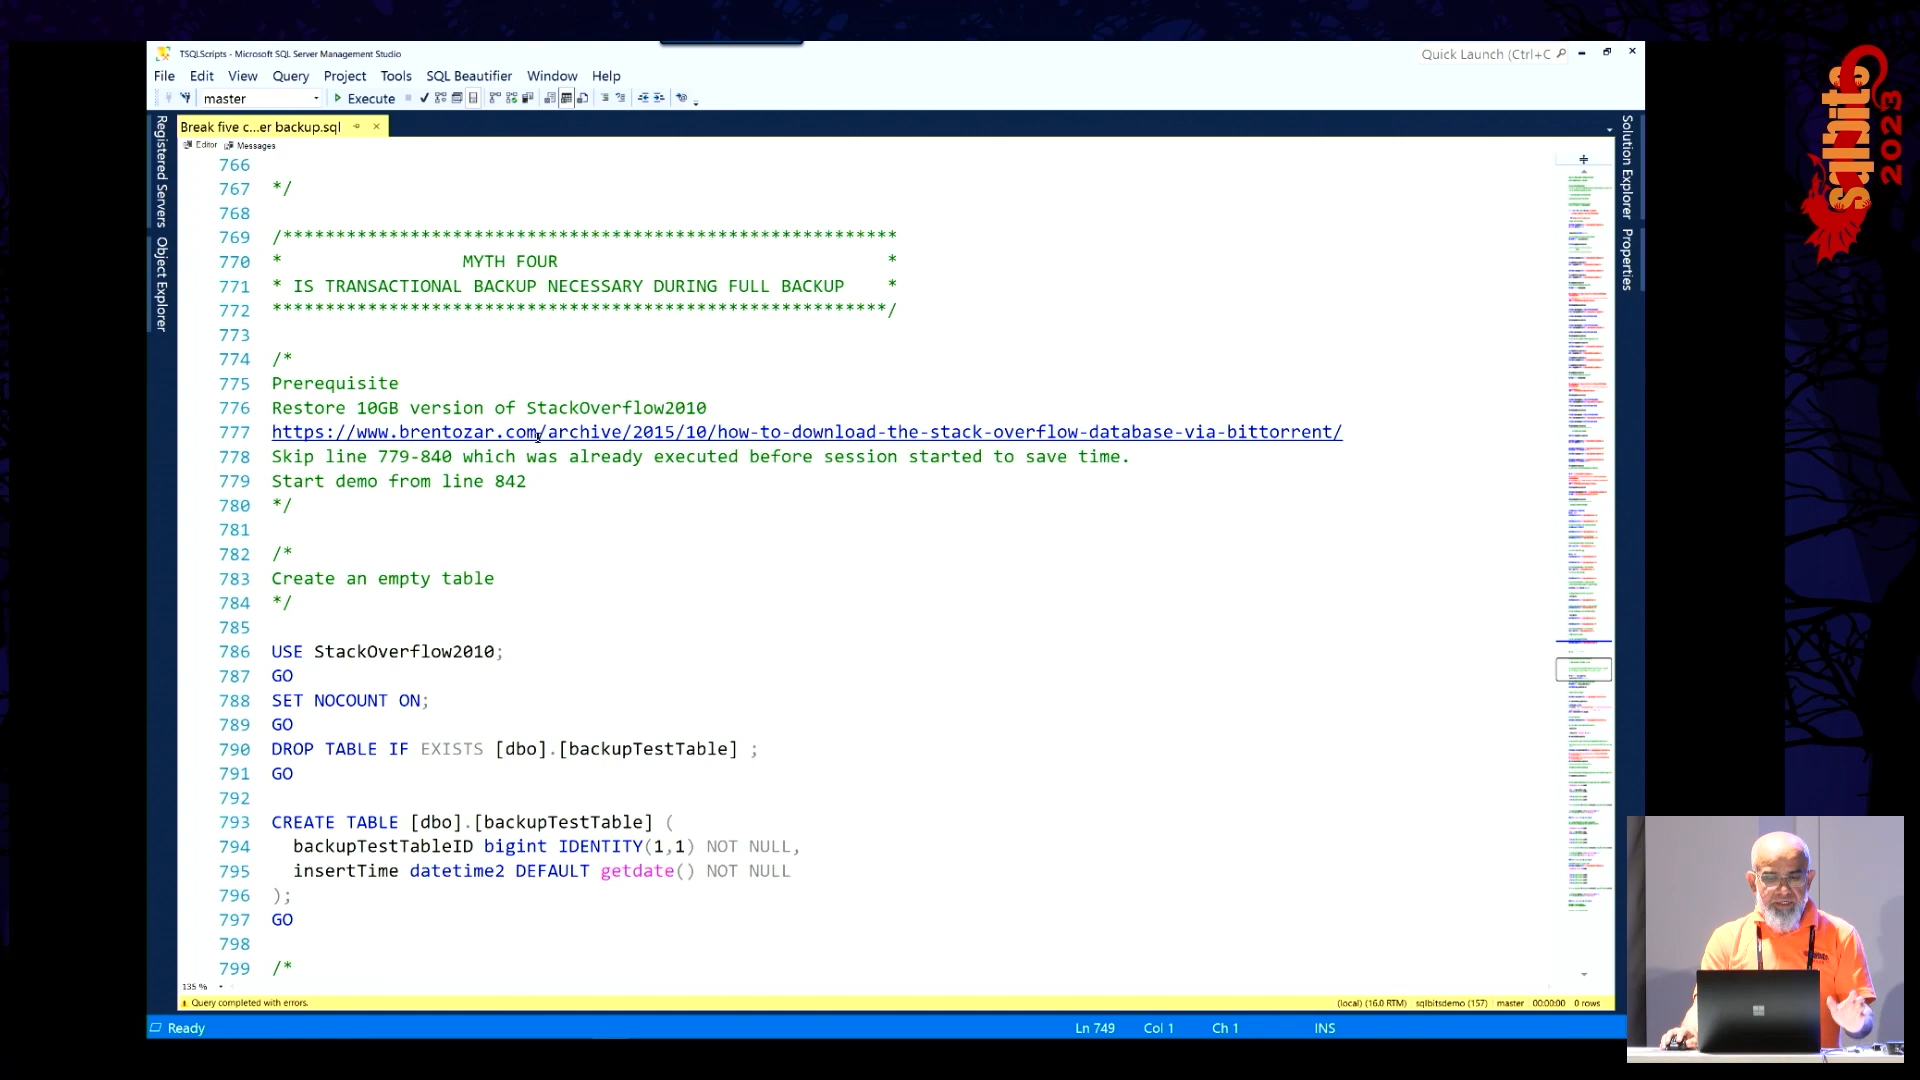 TSQLScripts - Microsoft SQL Server Management Studio
Quick Launch (Ctrl+C
File Edit View Query Project Tools SQL Beautifier Window Help
master Execute
Break five c...er backup.sql
Editor Messages
Registered Servers
Object Explorer
Solution Explorer
Properties
766
767 */
768
769 /*********************************************************
770 * MYTH FOUR *
771 * IS TRANSACTIONAL BACKUP NECESSARY DURING FULL BACKUP *
772 *********************************************************/
773
774 /*
775 Prerequisite
776 Restore 10GB version of StackOverflow2010
777 https://www.brentozar.com/archive/2015/10/how-to-download-the-stack-overflow-database-via-bittorrent/
778 Skip line 779-840 which was already executed before session started to save time.
779 Start demo from line 842
780 */
781
782 /*
783 Create an empty table
784 */
785
786 USE StackOverflow2010;
787 GO
788 SET NOCOUNT ON;
789 GO
790 DROP TABLE IF EXISTS [dbo].[backupTestTable] ;
791 GO
792
793 CREATE TABLE [dbo].[backupTestTable] (
794 backupTestTableID bigint IDENTITY(1,1) NOT NULL,
795 insertTime datetime2 DEFAULT getdate() NOT NULL
796 );
797 GO
798
799 /*
135 %
Query completed with errors.
(local) (16.0 RTM) sqlbitsdemo (157) master 00:00:00 0 rows
Ready Ln 749 Col 1 Ch 1 INS
sqlbits
2023